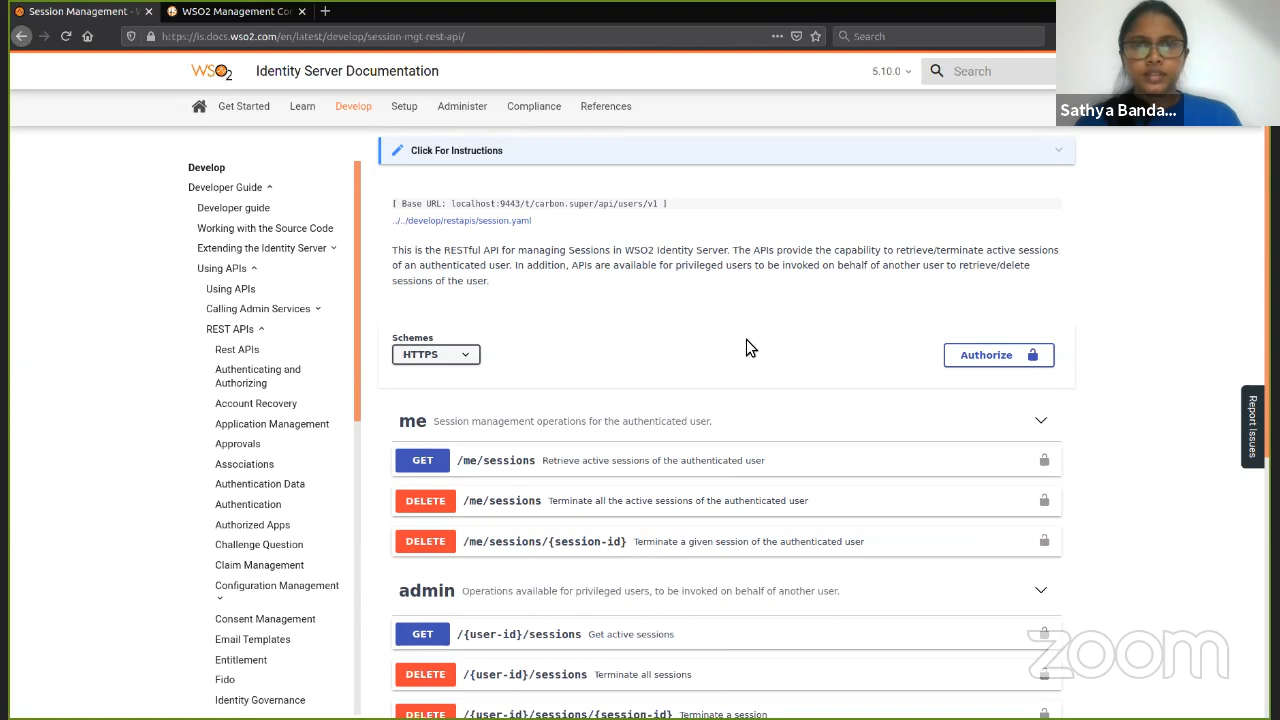 Session Management - W
WSO2 Management Con
https://is.docs.wso2.com/en/latest/develop/session-mgt-rest-api/
Search
Sathya Banda...
WSO2
Identity Server Documentation
5.10.0
Search
Get Started
Learn
Develop
Setup
Administer
Compliance
References
Develop
Developer Guide
Developer guide
Working with the Source Code
Extending the Identity Server
Using APIs
Using APIs
Calling Admin Services
REST APIs
Rest APIs
Authenticating and
Authorizing
Account Recovery
Application Management
Approvals
Associations
Authentication Data
Authentication
Authorized Apps
Challenge Question
Claim Management
Configuration Management
Consent Management
Email Templates
Entitlement
Fido
Identity Governance
Click For Instructions
[ Base URL: localhost:9443/t/carbon.super/api/users/v1 ]
../../develop/restapis/session.yaml
This is the RESTful API for managing Sessions in WSO2 Identity Server. The APIs provide the capability to retrieve/terminate active sessions
of an authenticated user. In addition, APIs are available for privileged users to be invoked on behalf of another user to retrieve/delete
sessions of the user.
Schemes
HTTPS
Authorize
me Session management operations for the authenticated user.
GET /me/sessions Retrieve active sessions of the authenticated user
DELETE /me/sessions Terminate all the active sessions of the authenticated user
DELETE /me/sessions/{session-id} Terminate a given session of the authenticated user
admin Operations available for privileged users, to be invoked on behalf of another user.
GET /{user-id}/sessions Get active sessions
DELETE /{user-id}/sessions Terminate all sessions
DELETE /{user-id}/sessions/{session-id} Terminate a session
Report Issues
zoom